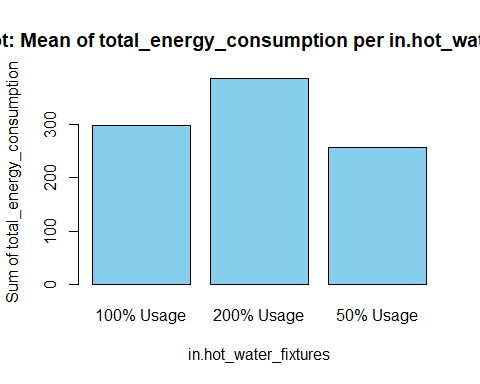 ot: Mean of total_energy_consumption per in.hot_wat
Sum of total_energy_consumption
300
200
100
0
100% Usage 200% Usage 50% Usage
in.hot_water_fixtures